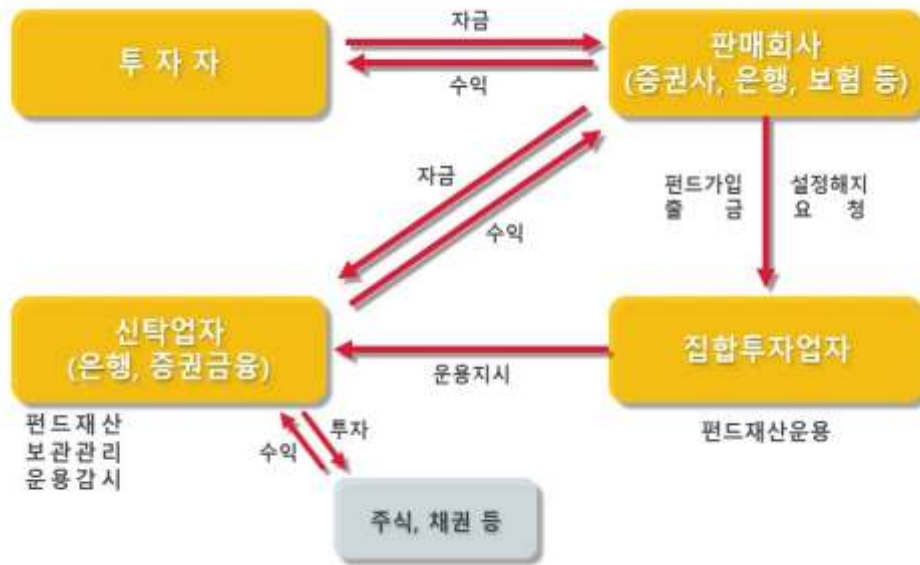 자금
투 자 자
판매회사
(증권사, 은행, 보험 등)
수익
자금
펀드가입 설정해지
출 금 요 청
수익
신탁업자
(은행, 증권금융)
집합투자업자
운용지시
펀드재산
보관관리
운용감시
수익
투자
펀드재산운용
주식, 채권 등